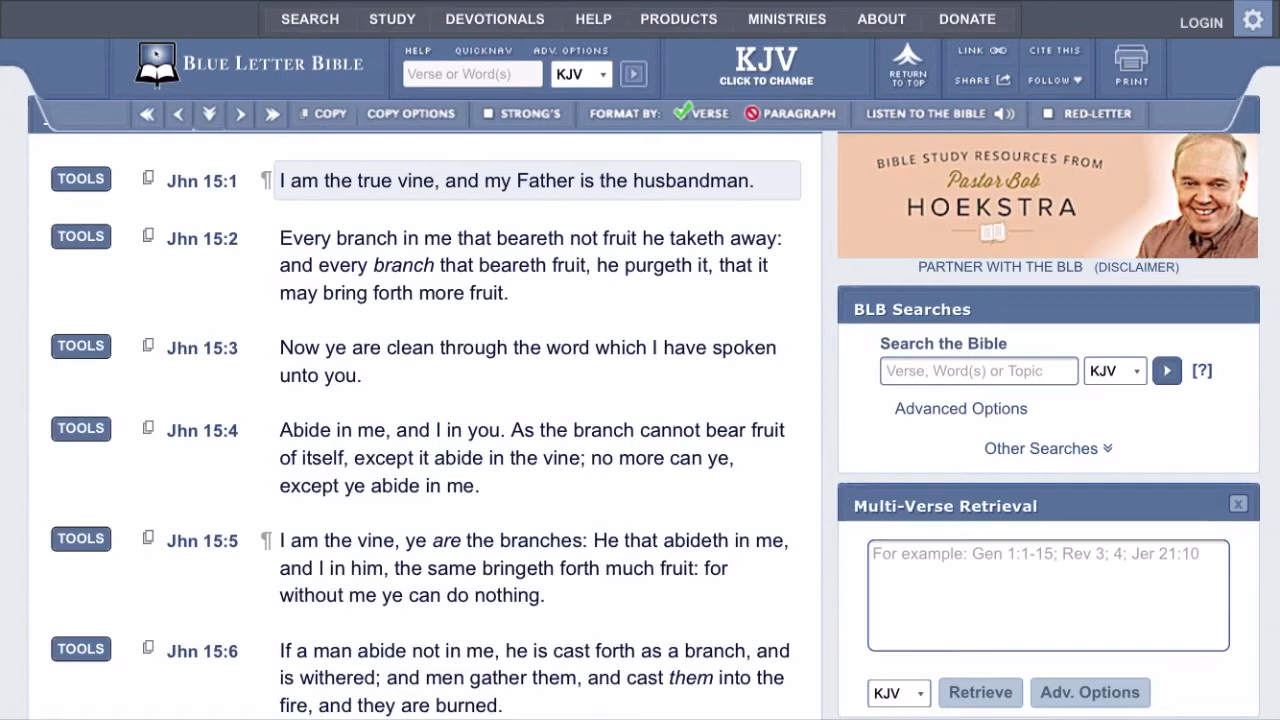 SEARCH STUDY DEVOTIONALS HELP PRODUCTS MINISTRIES ABOUT DONATE
LOGIN
BLUE LETTER BIBLE
HELP QUICKNAV ADV. OPTIONS
Verse or Word(s) KJV
KJV
CLICK TO CHANGE
RETURN
TO TOP
LINK CITE THIS
SHARE FOLLOW
PRINT
COPY COPY OPTIONS STRONG'S FORMAT BY: VERSE PARAGRAPH LISTEN TO THE BIBLE RED-LETTER
TOOLS Jhn 15:1 ¶ I am the true vine, and my Father is the husbandman.
TOOLS Jhn 15:2 Every branch in me that beareth not fruit he taketh away:
and every branch that beareth fruit, he purgeth it, that it
may bring forth more fruit.
TOOLS Jhn 15:3 Now ye are clean through the word which I have spoken
unto you.
TOOLS Jhn 15:4 Abide in me, and I in you. As the branch cannot bear fruit
of itself, except it abide in the vine; no more can ye,
except ye abide in me.
TOOLS Jhn 15:5 ¶ I am the vine, ye are the branches: He that abideth in me,
and I in him, the same bringeth forth much fruit: for
without me ye can do nothing.
TOOLS Jhn 15:6 If a man abide not in me, he is cast forth as a branch, and
is withered; and men gather them, and cast them into the
fire, and they are burned.
BIBLE STUDY RESOURCES FROM
Pastor Bob
HOEKSTRA
PARTNER WITH THE BLB (DISCLAIMER)
BLB Searches
Search the Bible
Verse, Word(s) or Topic KJV [?]
Advanced Options
Other Searches
Multi-Verse Retrieval x
For example: Gen 1:1-15; Rev 3; 4; Jer 21:10
KJV Retrieve Adv. Options